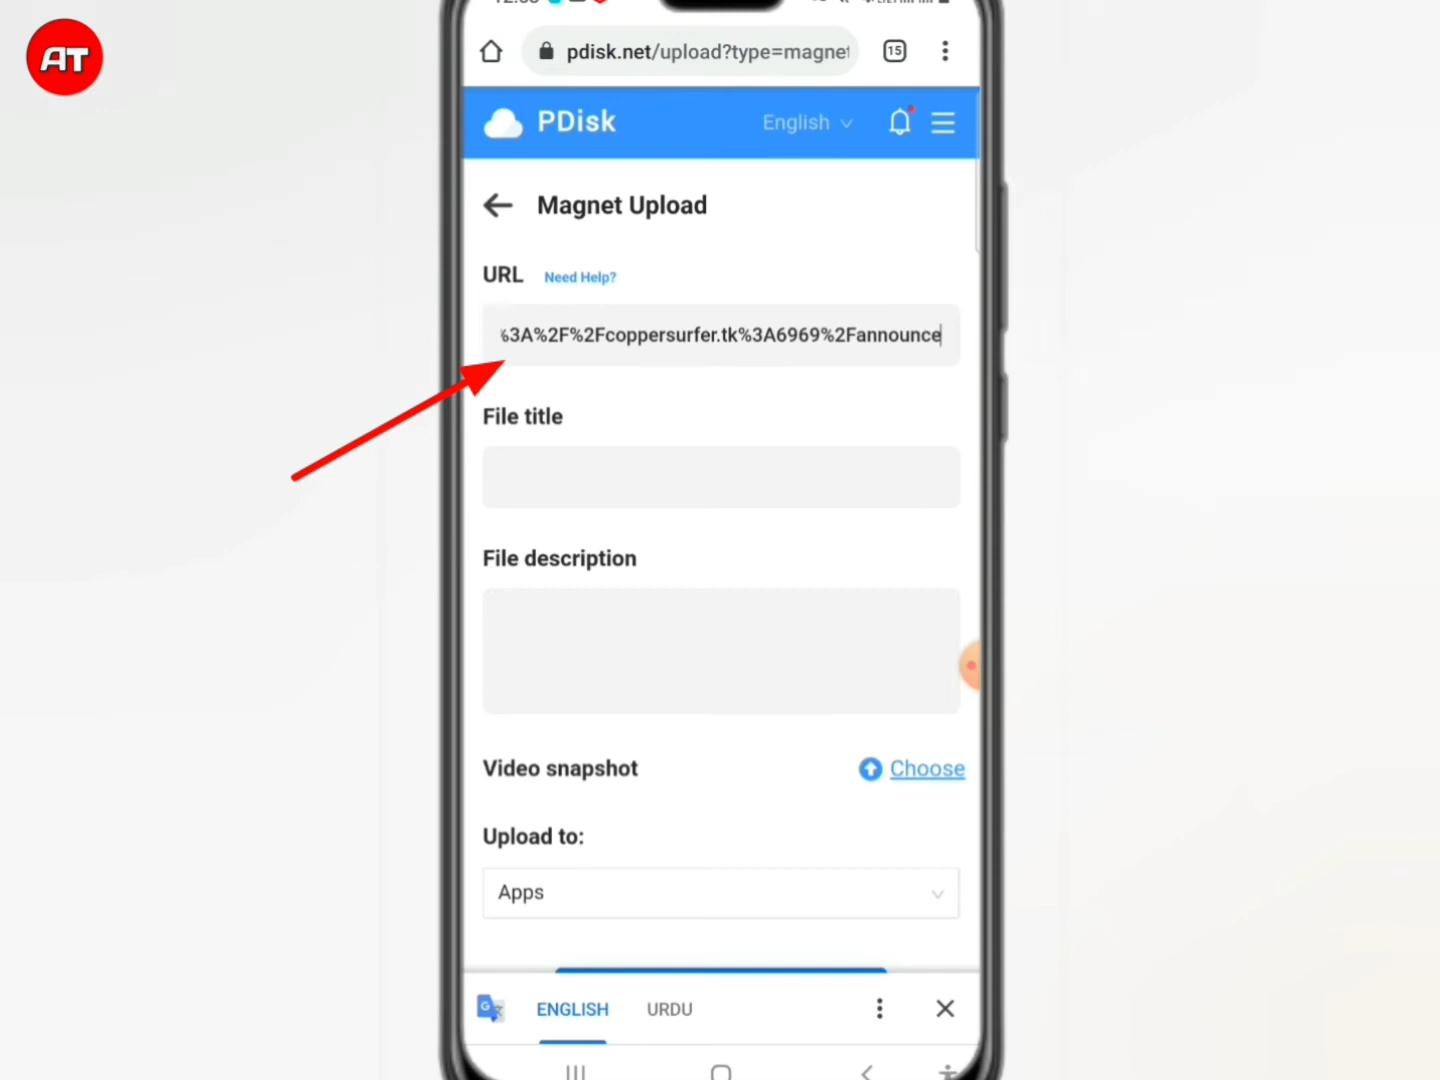 AT
pdisk.net/upload?type=magnet
15
PDisk
English
Magnet Upload
URL Need Help?
%3A%2F%2Fcoppersurfer.tk%3A6969%2Fannounce
File title
File description
Video snapshot
Choose
Upload to:
Apps
ENGLISH URDU